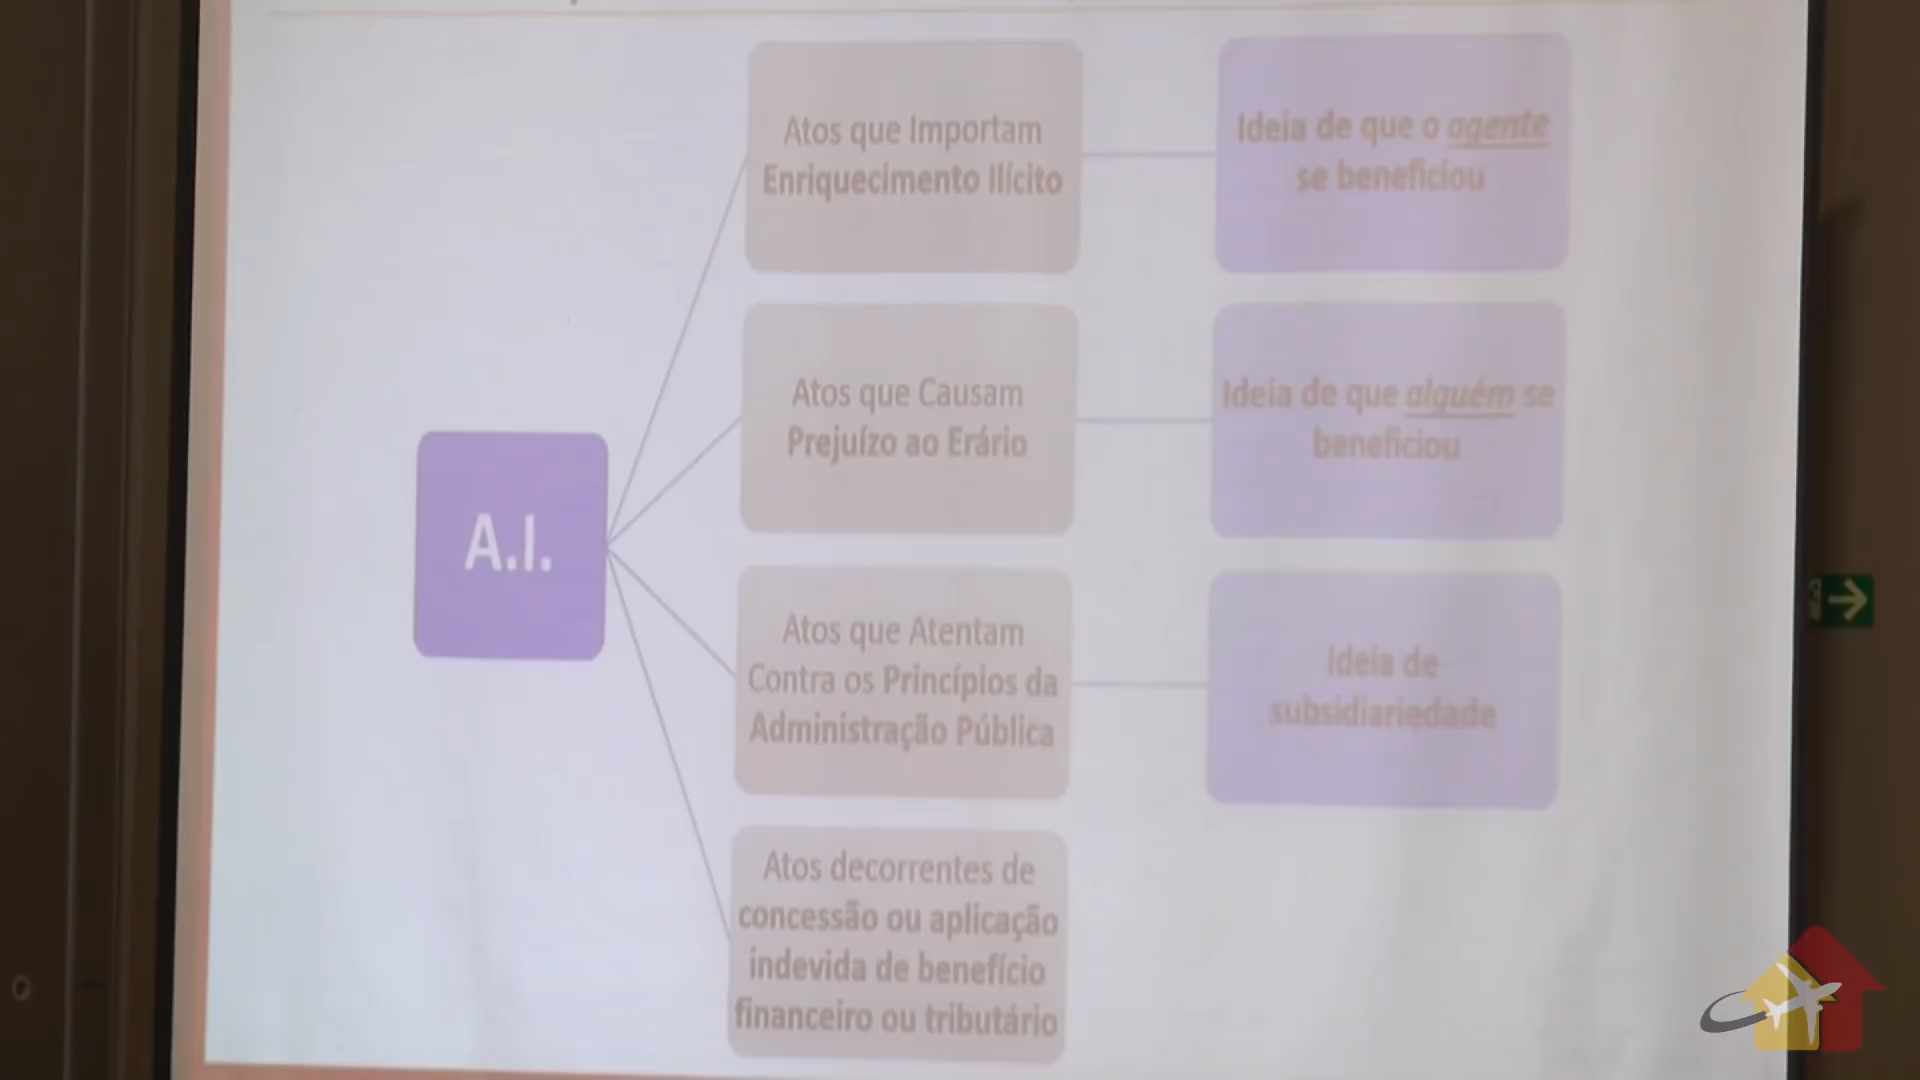 Atos que Importam
Enriquecimento Ilícito
Ideia de que o agente
se beneficiou
Atos que Causam
Prejuízo ao Erário
Ideia de que alguém se
beneficiou
A.I.
Atos que Atentam
Contra os Princípios da
Administração Pública
Ideia de
subsidiariedade
Atos decorrentes de
concessão ou aplicação
indevida de benefício
financeiro ou tributário